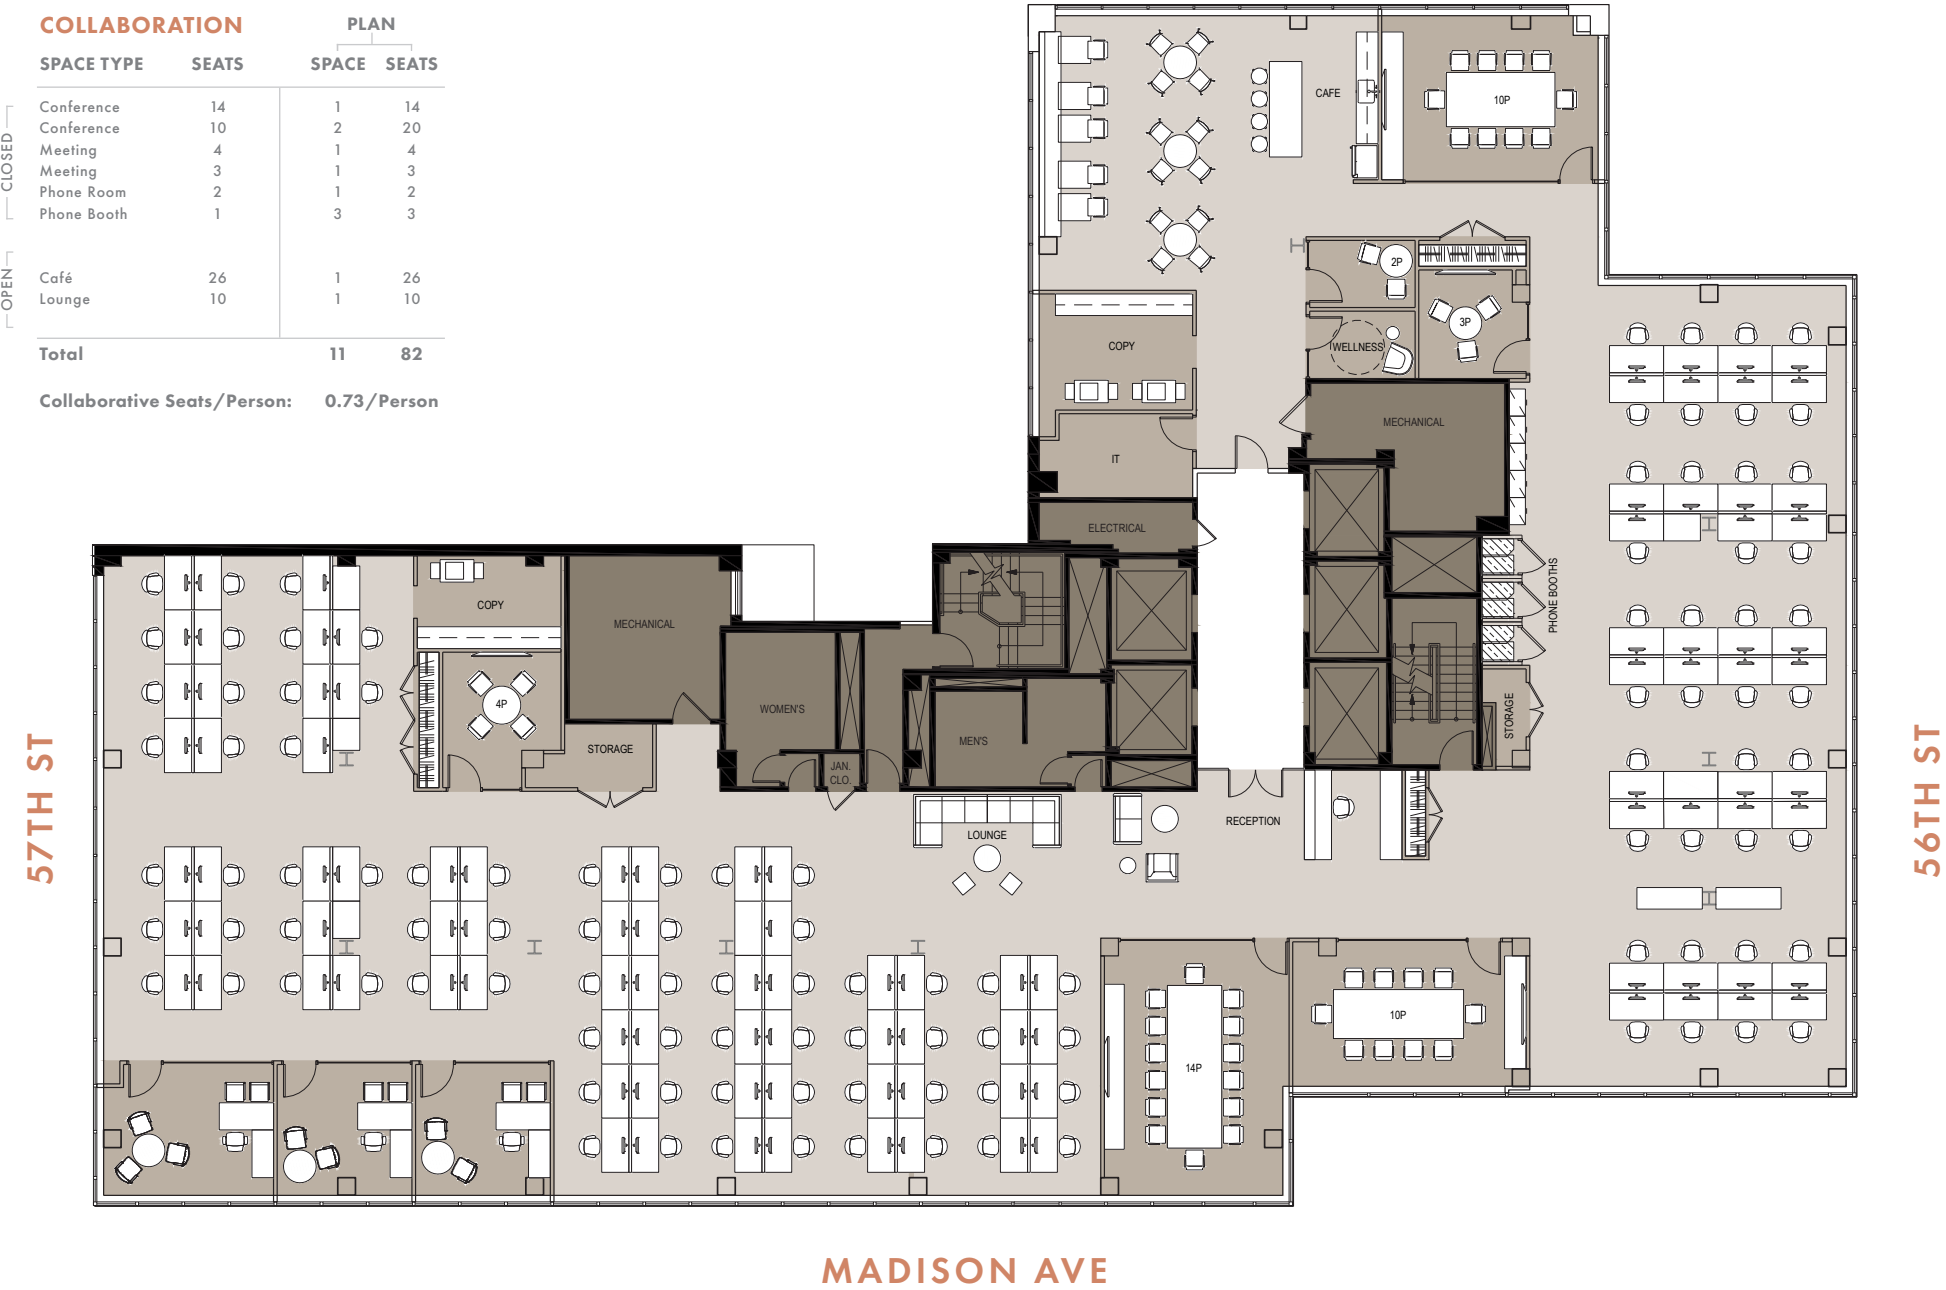 COLLABORATION
PLAN
SPACE TYPE SEATS SPACE SEATS
CLOSED
Conference 14 1 14
Conference 10 2 20
Meeting 4 1 4
Meeting 3 1 3
Phone Room 2 1 2
Phone Booth 1 3 3
OPEN
Café 26 1 26
Lounge 10 1 10
Total 11 82
Collaborative Seats/Person: 0.73/Person
CAFE
10P
2P
3P
WELLNESS
COPY
MECHANICAL
IT
ELECTRICAL
PHONE BOOTHS
COPY
MECHANICAL
4P
WOMEN'S
STORAGE
MEN'S
JAN.
CLO.
STORAGE
57TH ST
56TH ST
LOUNGE
RECEPTION
10P
14P
MADISON AVE